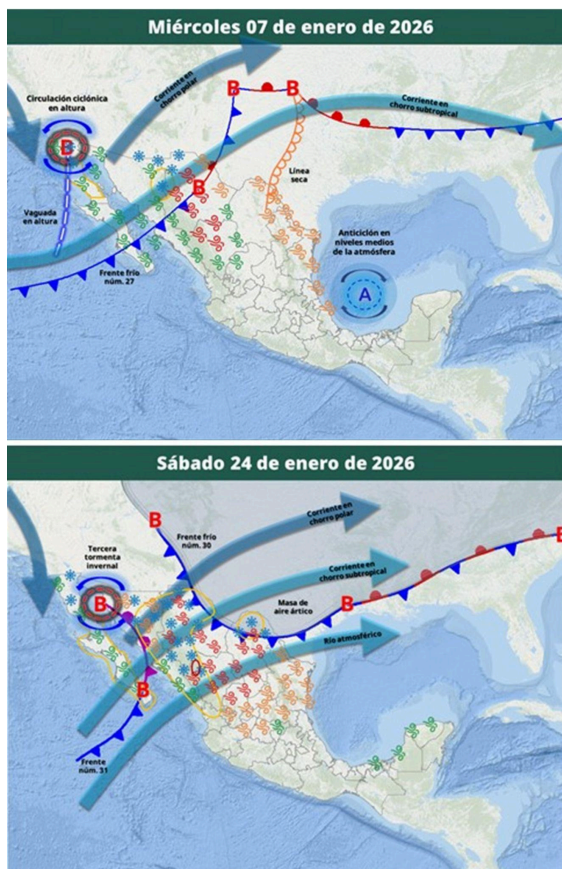 Miércoles 07 de enero de 2026
Circulación ciclónica
en altura
B
Corriente en
chorro polar
B
B
Corriente en
chorro subtropical
Línea
seca
B
Vaguada
en altura
Frente frío
núm. 27
Anticiclón en
niveles medios
de la atmósfera
A
Sábado 24 de enero de 2026
B
Frente frío
núm. 30
Corriente en
chorro polar
B
Tercera
tormenta
invernal
Corriente en
chorro subtropical
B
Masa de
aire ártico
B
Río atmosférico
B
Frente
núm. 31